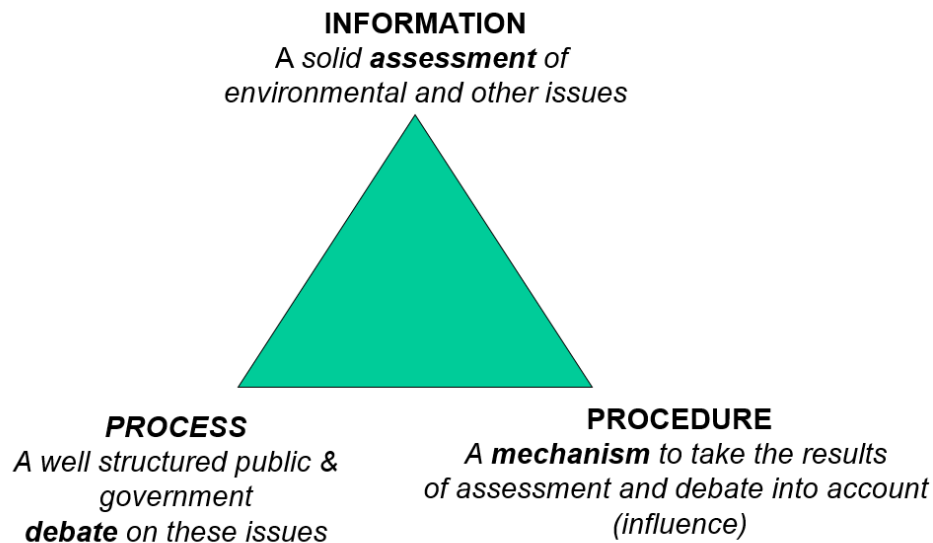 INFORMATION
A solid assessment of
environmental and other issues
PROCESS
A well structured public &
government
debate on these issues
PROCEDURE
A mechanism to take the results
of assessment and debate into account
(influence)